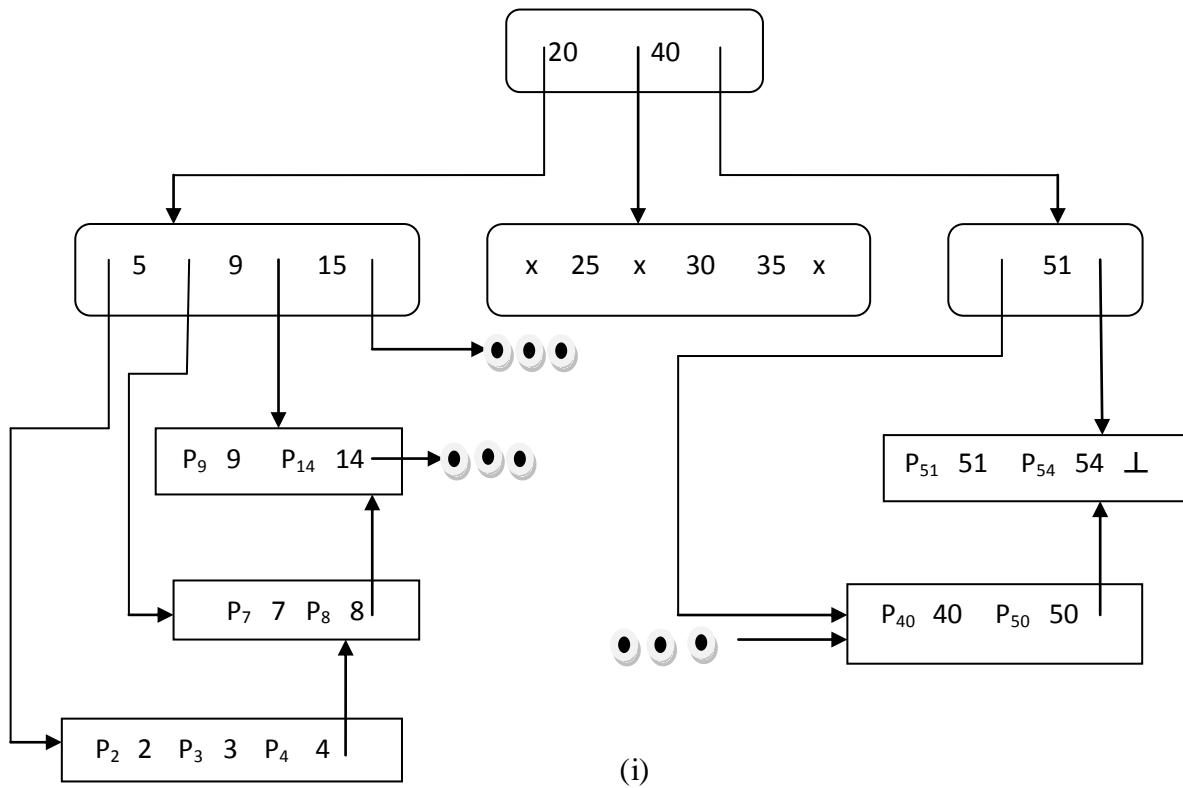 20 40
5 9 15
x 25 x 30 35 x
51
P₉ 9 P₁₄ 14
P₅₁ 51 P₅₄ 54 ⊥
P₇ 7 P₈ 8
P₄₀ 40 P₅₀ 50
P₂ 2 P₃ 3 P₄ 4
(i)